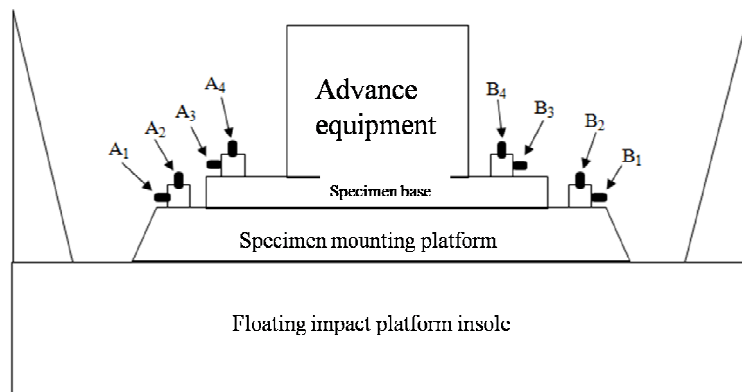 A4
A3
A2
A1
Advance
equipment
B4
B3
B2
B1
Specimen base
Specimen mounting platform
Floating impact platform insole